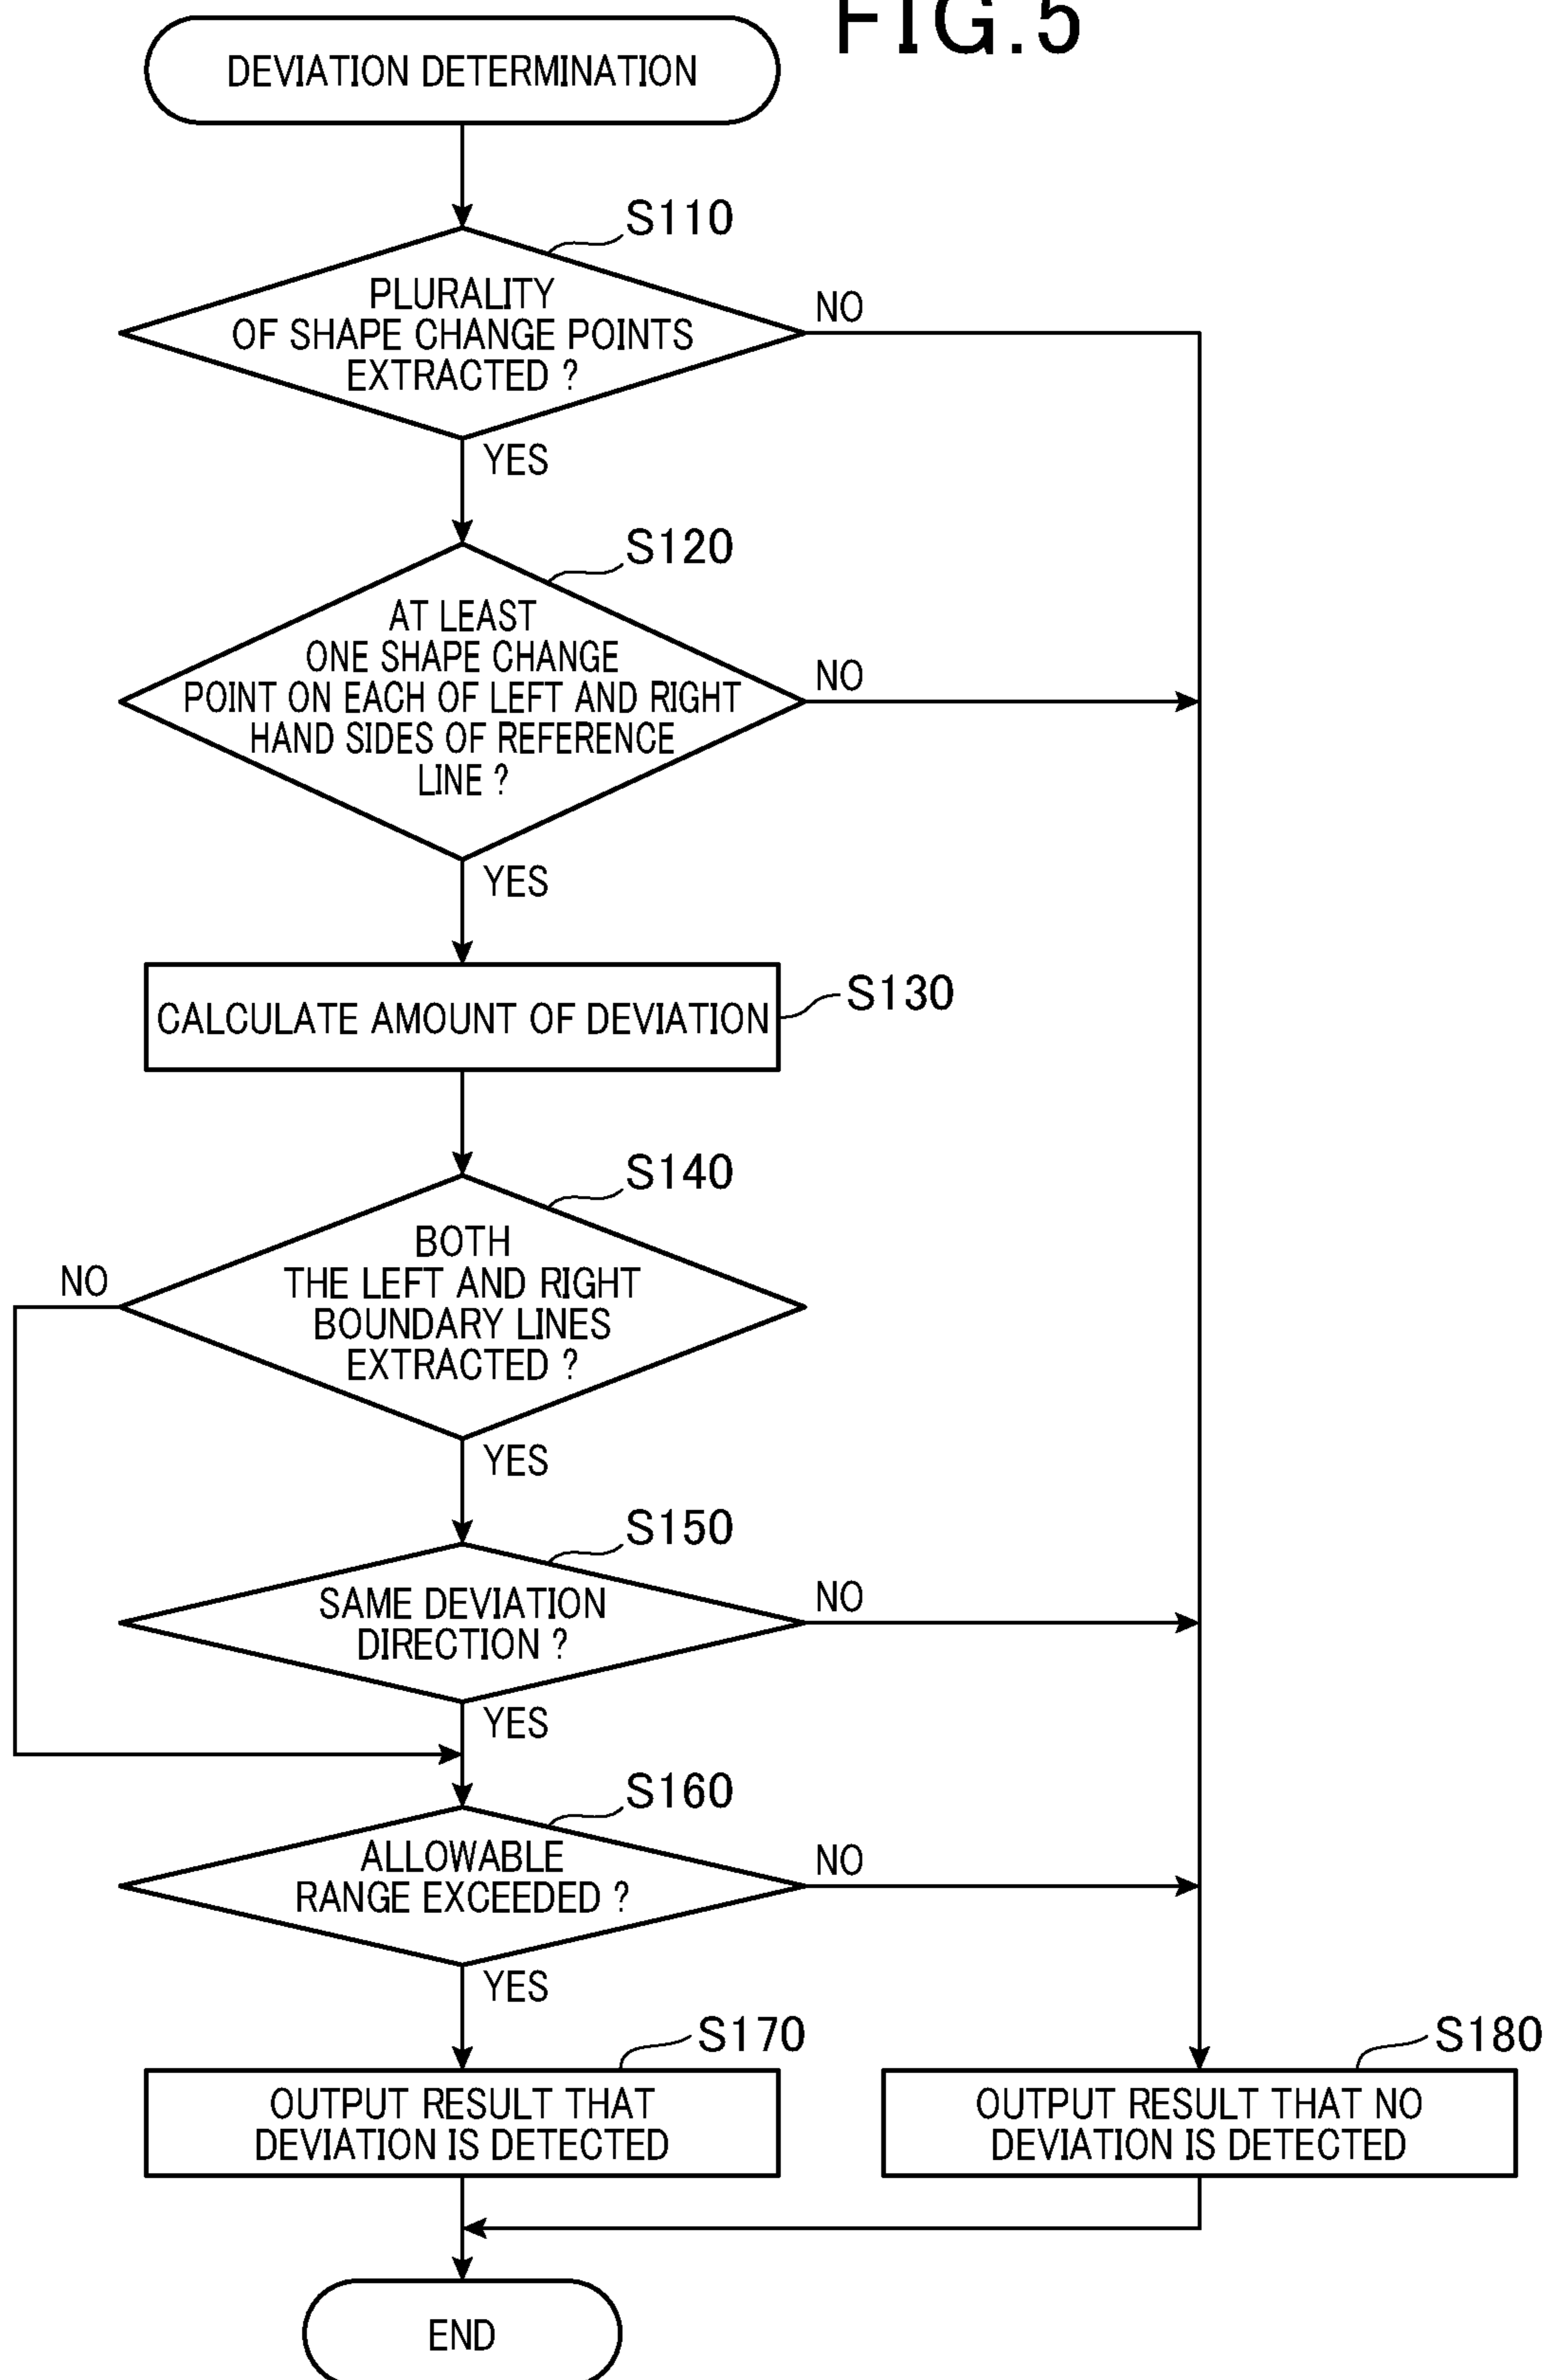 FIG.5
DEVIATION DETERMINATION
S110
PLURALITY
OF SHAPE CHANGE POINTS
EXTRACTED ?
NO
YES
S120
AT LEAST
ONE SHAPE CHANGE
POINT ON EACH OF LEFT AND RIGHT
HAND SIDES OF REFERENCE
LINE ?
NO
YES
CALCULATE AMOUNT OF DEVIATION
S130
S140
BOTH
THE LEFT AND RIGHT
BOUNDARY LINES
EXTRACTED ?
NO
YES
S150
SAME DEVIATION
DIRECTION ?
NO
YES
S160
ALLOWABLE
RANGE EXCEEDED ?
NO
YES
S170
OUTPUT RESULT THAT
DEVIATION IS DETECTED
S180
OUTPUT RESULT THAT NO
DEVIATION IS DETECTED
END